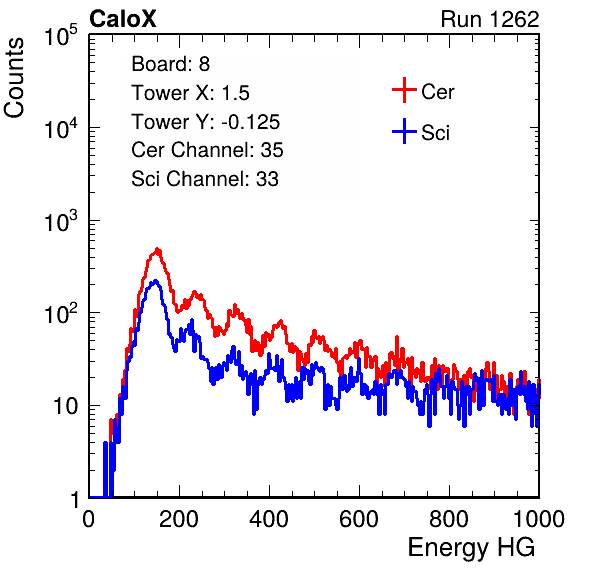 CaloX Run 1262
Counts
10^5
10^4
10^3
10^2
10
1
Board: 8
Tower X: 1.5
Tower Y: -0.125
Cer Channel: 35
Sci Channel: 33
Cer
Sci
0 200 400 600 800 1000
Energy HG